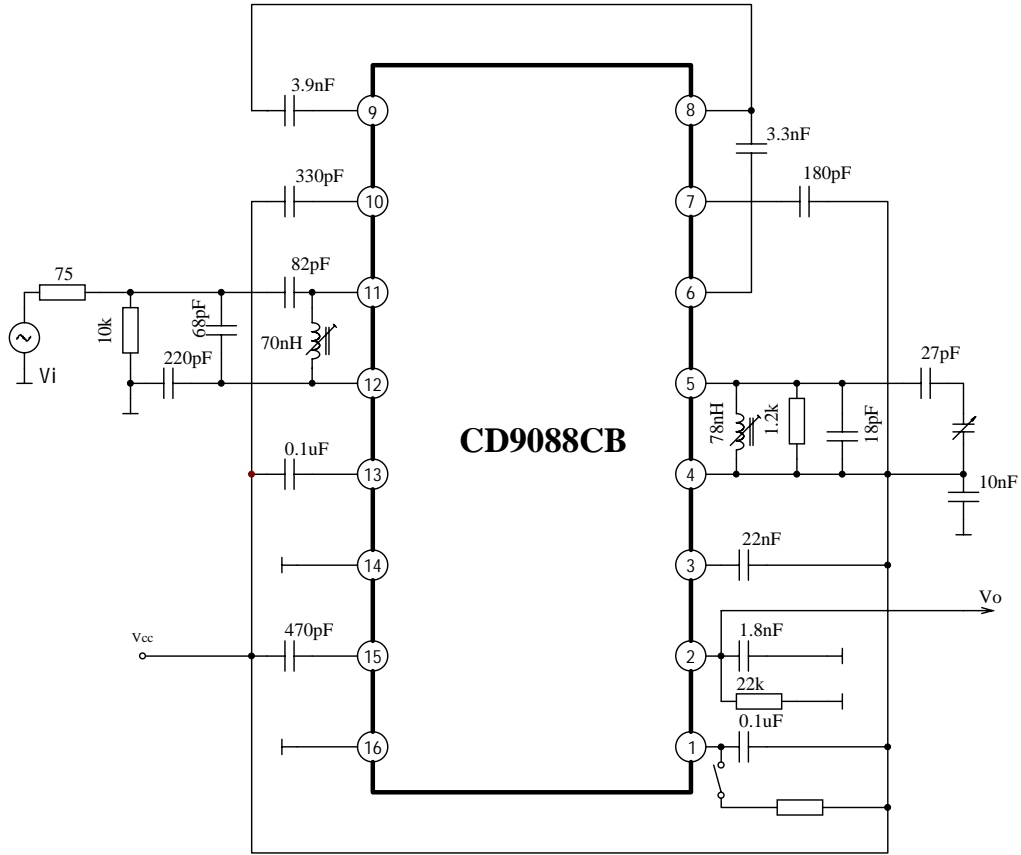 3.9nF
9
8
3.3nF
330pF
10
7
180pF
75
82pF
11
6
10k
68pF
70nH
Vi
220pF
12
5
27pF
78nH
1.2k
18pF
CD9088CB
0.1uF
13
4
10nF
14
3
22nF
Vo
Vcc
470pF
15
2
1.8nF
22k
0.1uF
16
1